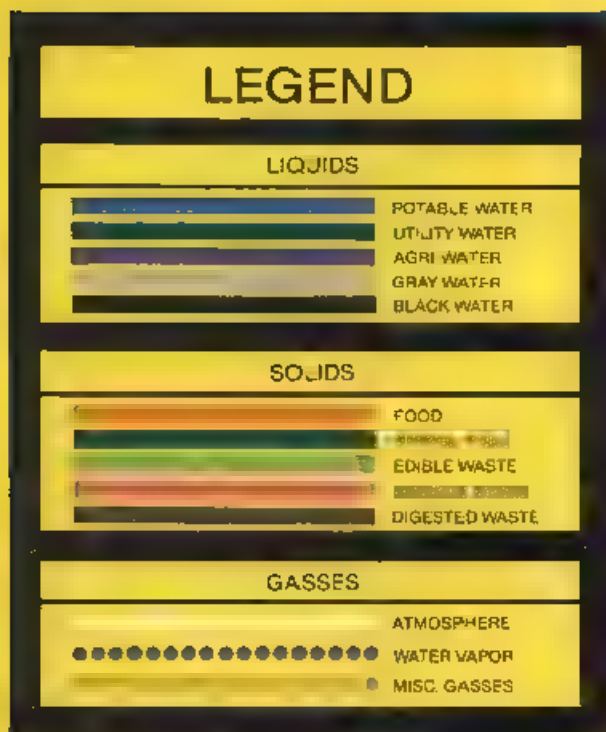 LEGEND
LIQUIDS
POTABLE WATER
UTILITY WATER
AGRI WATER
GRAY WATER
BLACK WATER
SOLIDS
FOOD
EDIBLE WASTE
DIGESTED WASTE
GASSES
ATMOSPHERE
WATER VAPOR
MISC. GASSES